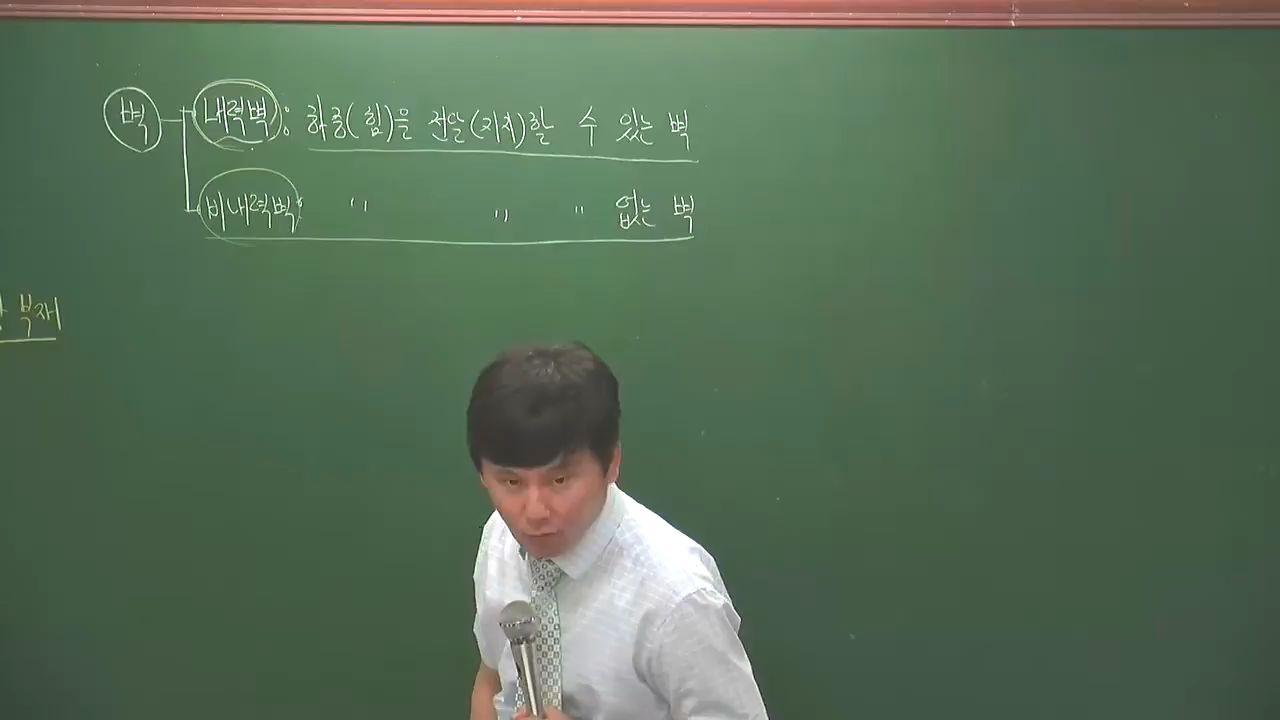 벽 내력벽 : 하중(힘)을 전달(지지)할 수 있는 벽
비내력벽 : " " " 없는 벽
부재